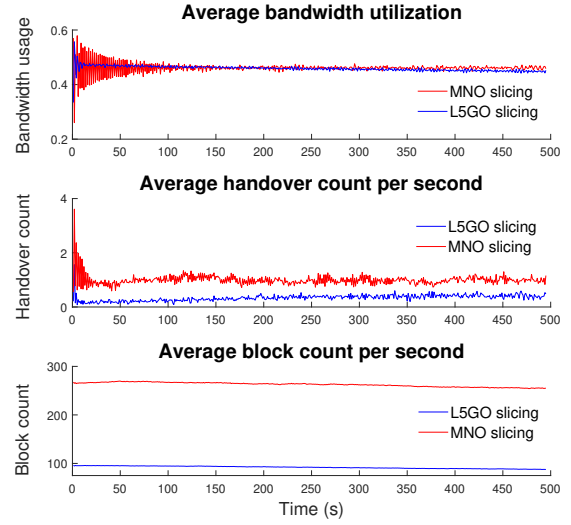 Average bandwidth utilization
Bandwidth usage
0.6
0.4
0.2
MNO slicing
L5GO slicing
0 50 100 150 200 250 300 350 400 450 500
Average handover count per second
Handover count
4
2
0
L5GO slicing
MNO slicing
0 50 100 150 200 250 300 350 400 450 500
Average block count per second
Block count
300
200
100
L5GO slicing
MNO slicing
0 50 100 150 200 250 300 350 400 450 500
Time (s)